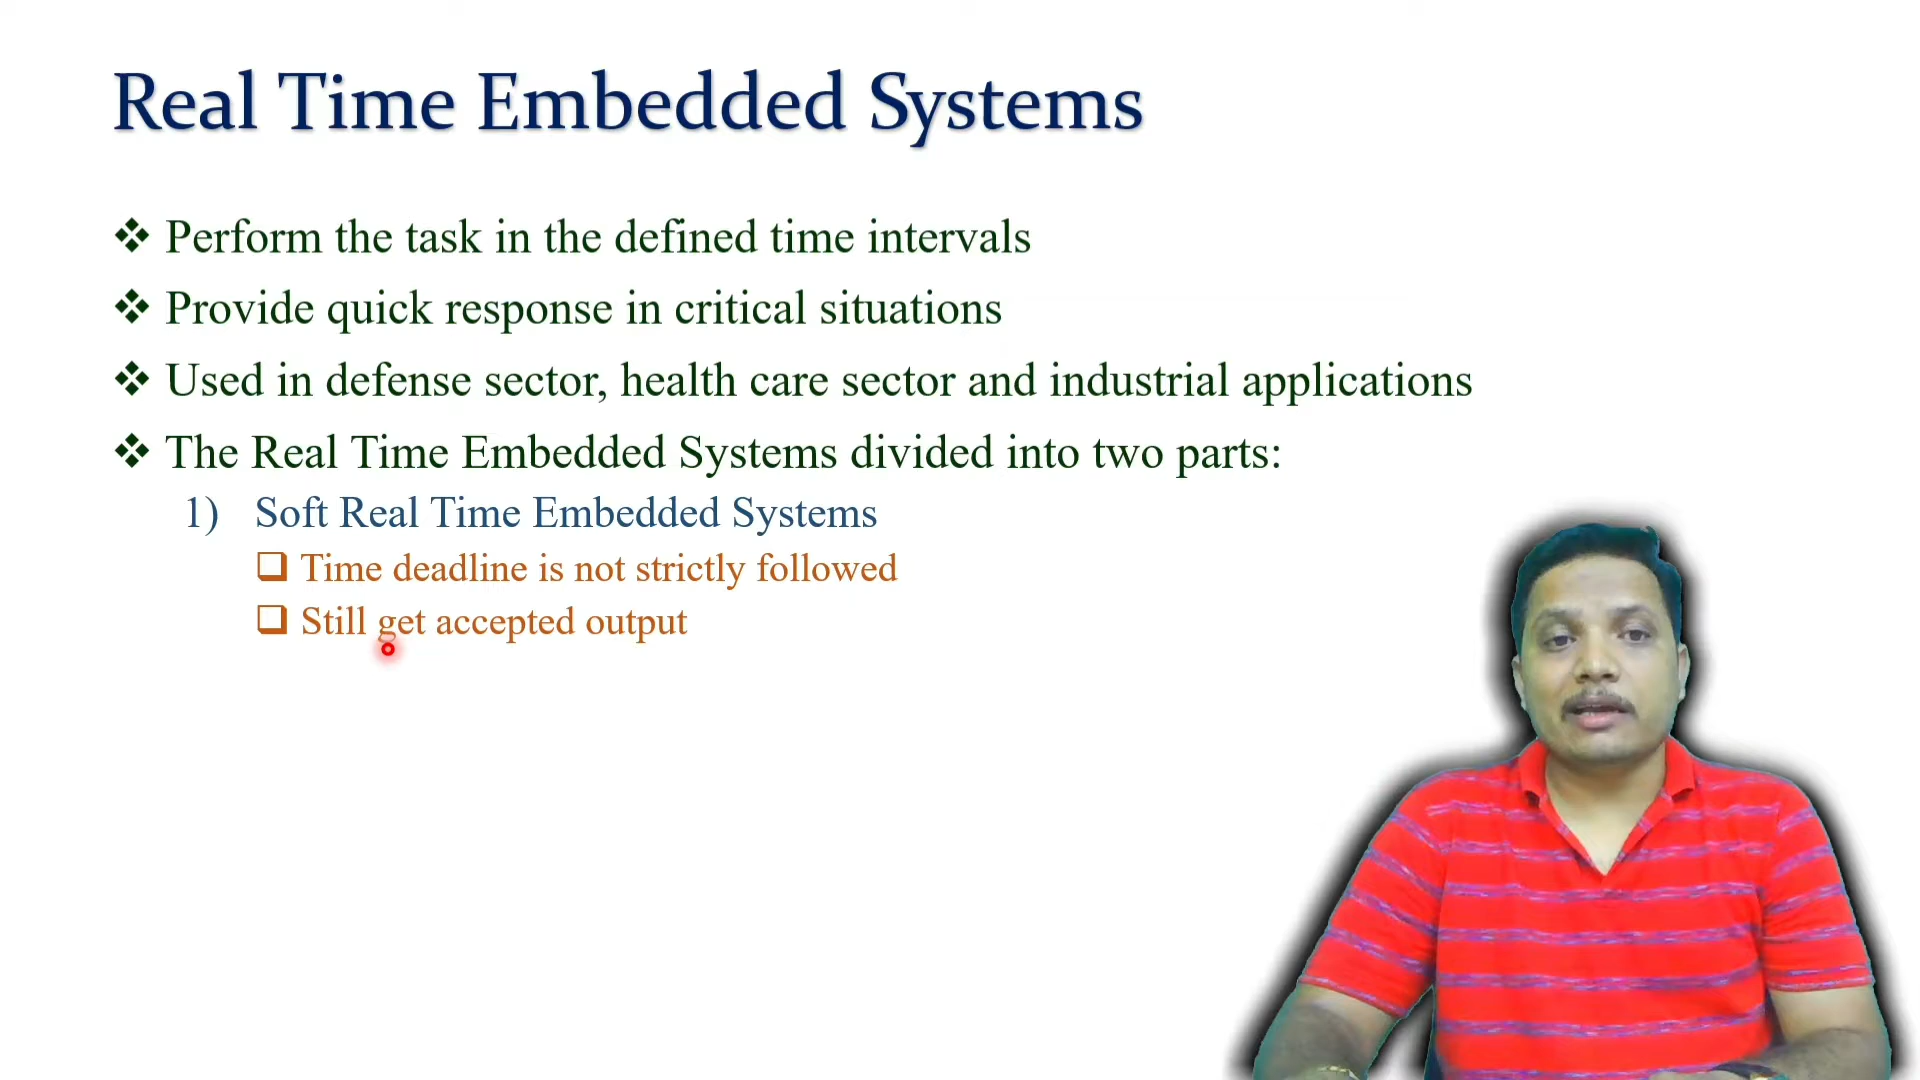 Real Time Embedded Systems
Perform the task in the defined time intervals
Provide quick response in critical situations
Used in defense sector, health care sector and industrial applications
The Real Time Embedded Systems divided into two parts:
1) Soft Real Time Embedded Systems
Time deadline is not strictly followed
Still get accepted output